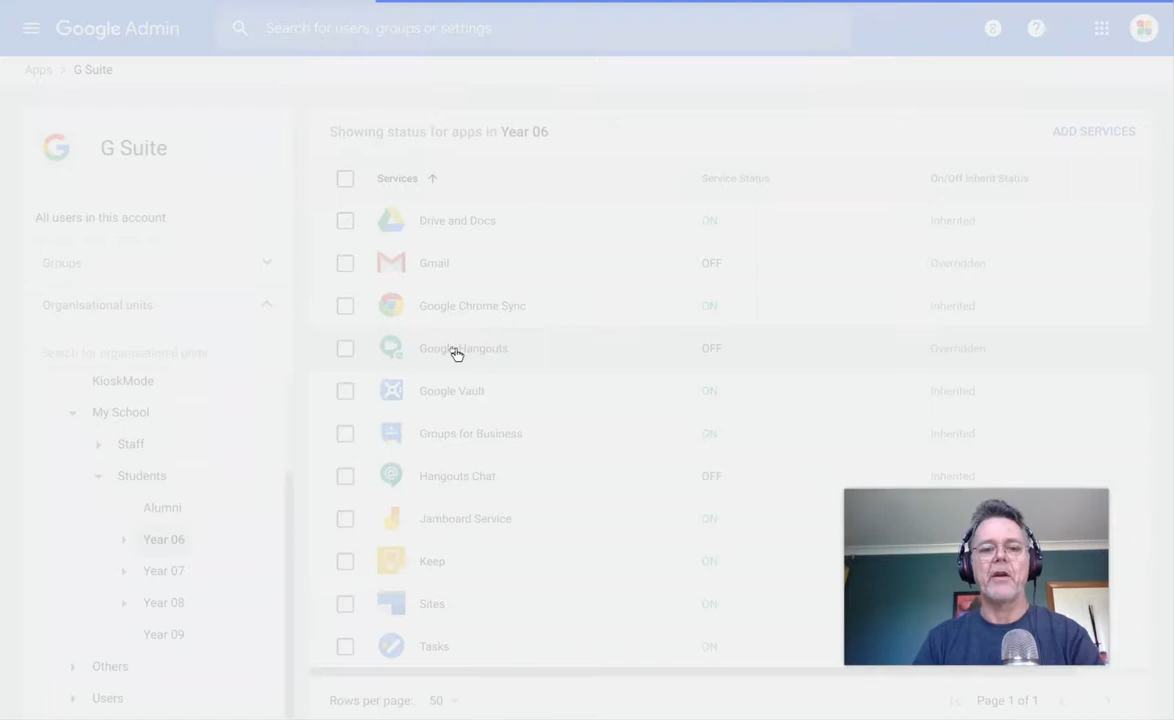 Google Admin
Search for users, groups or settings
Apps > G Suite
G Suite
All users in this account
Groups
Organisational units
Search for organisational units
KioskMode
My School
Staff
Students
Alumni
Year 06
Year 07
Year 08
Year 09
Others
Users
Showing status for apps in Year 06
ADD SERVICES
Services Service Status On/Off Inherit Status
Drive and Docs ON Inherited
Gmail OFF Overridden
Google Chrome Sync ON Inherited
Google Hangouts OFF Overridden
Google Vault ON Inherited
Groups for Business ON Inherited
Hangouts Chat OFF Inherited
Jamboard Service ON
Keep ON
Sites ON
Tasks ON
Rows per page: 50 Page 1 of 1